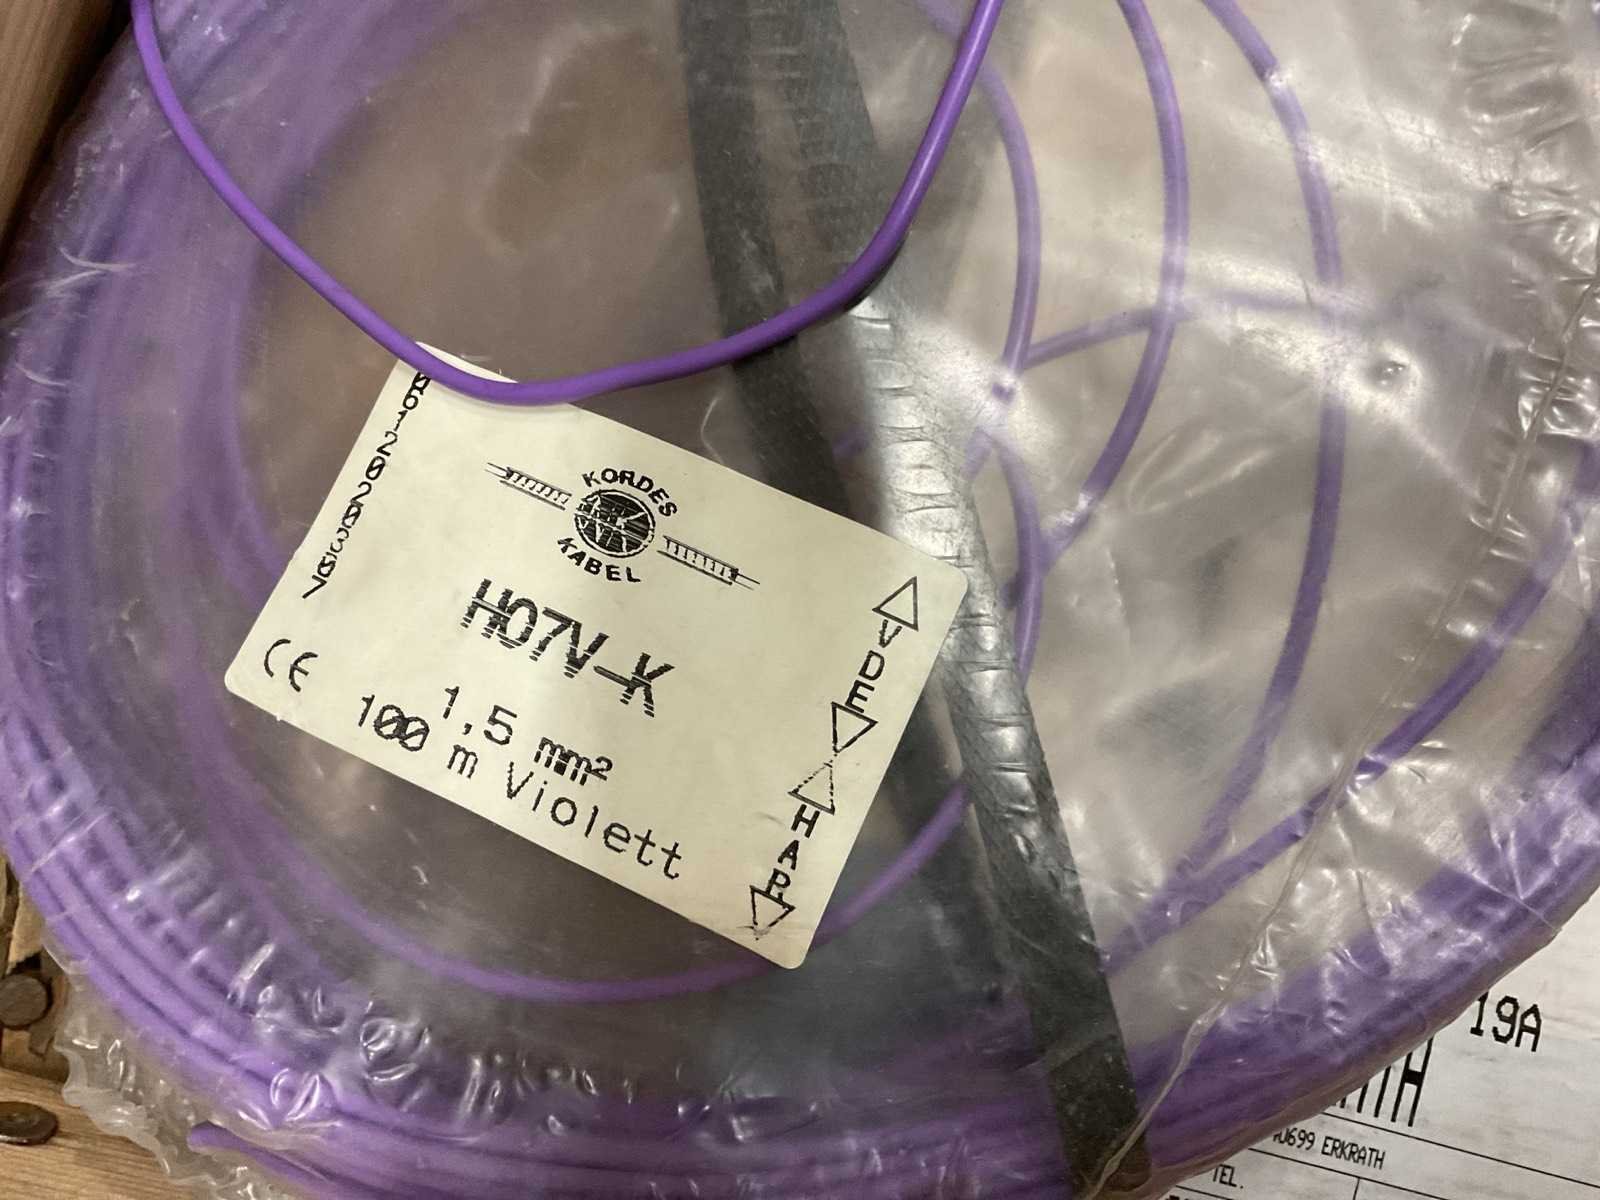 KORDES
KABEL
H07V-K
1,5 mm²
100 m Violett
CE
VDE
HAR
19A
40699 ERKRATH
TEL.